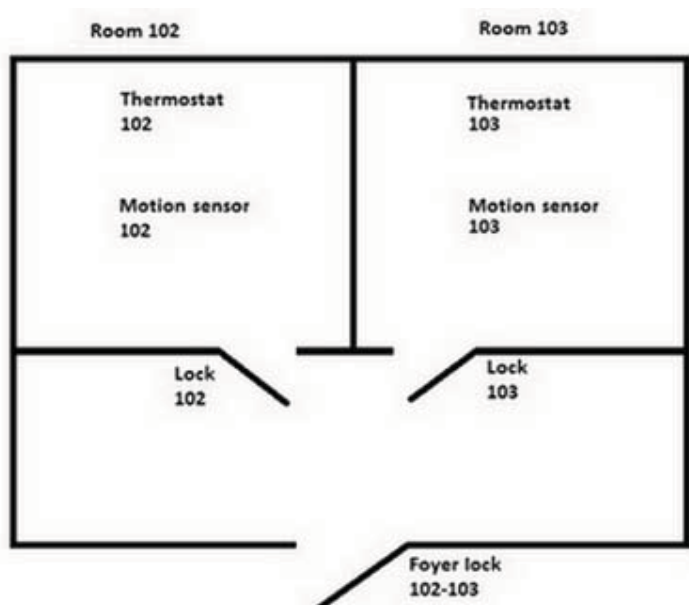 Room 102
Room 103
Thermostat
102
Thermostat
103
Motion sensor
102
Motion sensor
103
Lock
102
Lock
103
Foyer lock
102-103